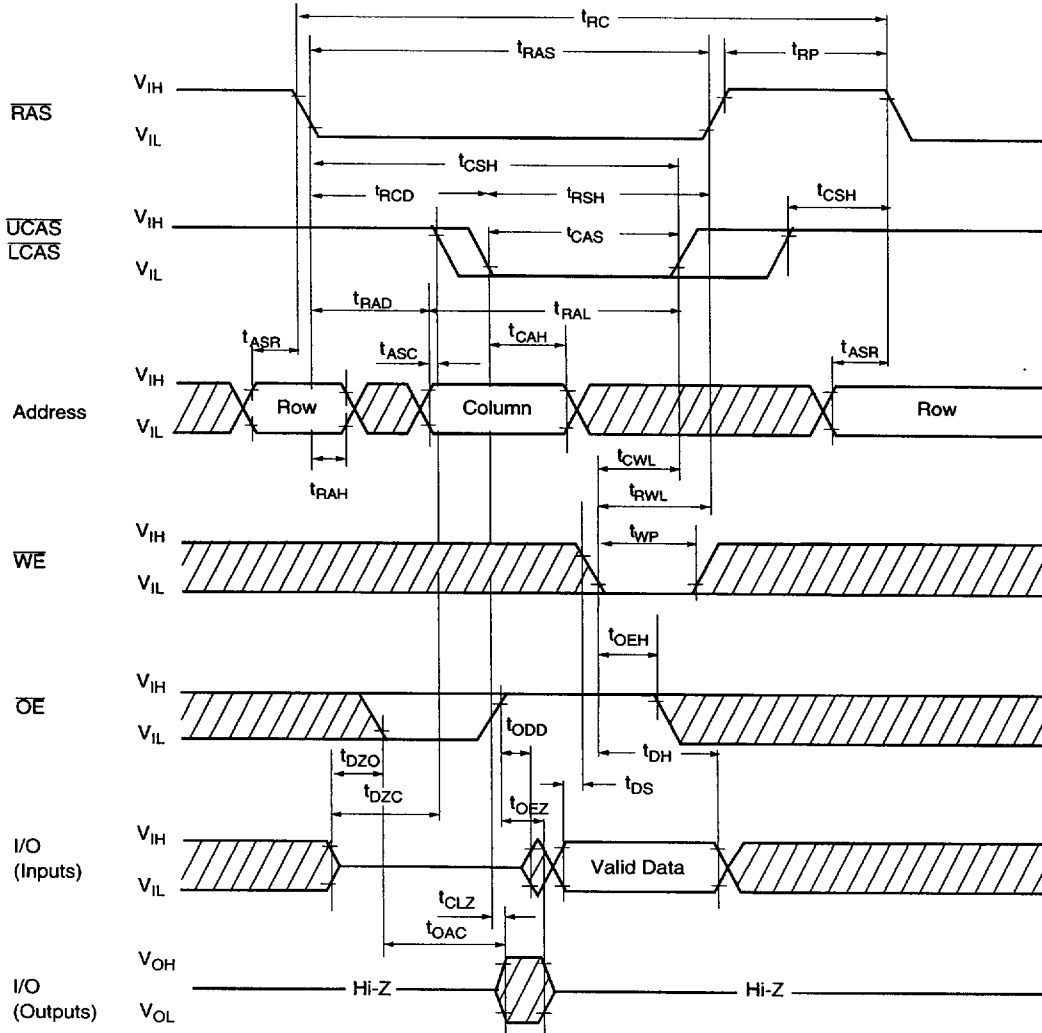 tRC
tRAS
tRP
VIH
RAS
VIL
tCSH
tRCD
tRSH
tCSH
VIH
UCAS
LCAS
tCAS
VIL
tRAD
tRAL
tASR
tASC
tCAH
tASR
VIH
Address
Row
Column
Row
VIL
tRAH
tCWL
tRWL
tWP
VIH
WE
VIL
tOEH
VIH
OE
VIL
tODD
tDZO
tDH
tDZC
tDS
tOEZ
VIH
I/O
(Inputs)
Valid Data
VIL
tCLZ
tOAC
VOH
I/O
(Outputs)
Hi-Z
Hi-Z
VOL